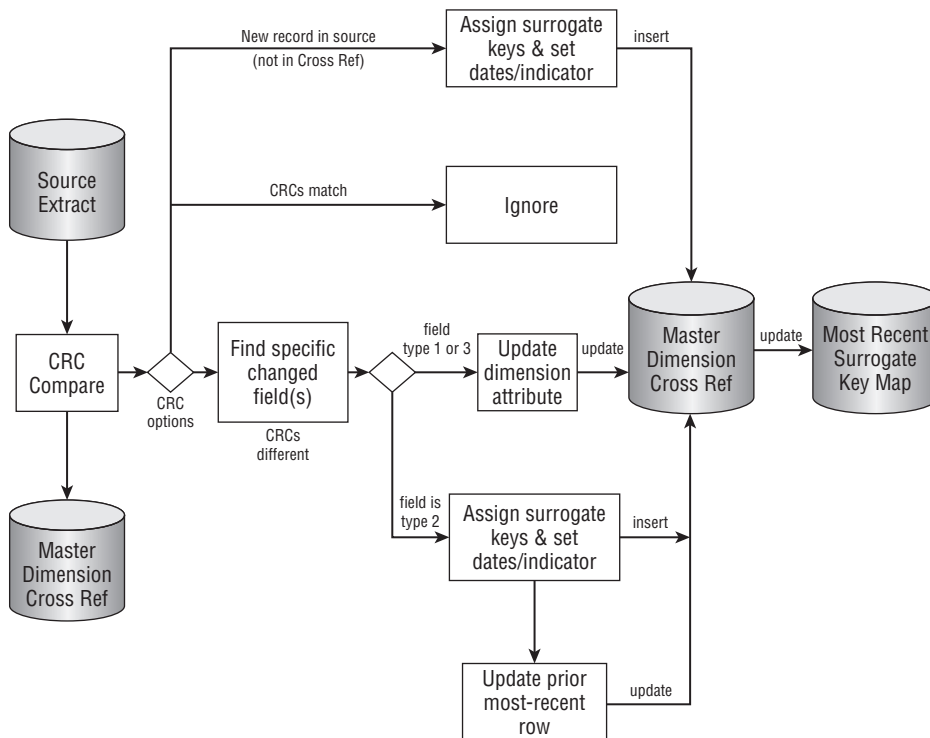 New record in source
(not in Cross Ref)
Assign surrogate
keys & set
dates/indicator
insert
Source
Extract
CRCs match
Ignore
CRC
Compare
CRC
options
Find specific
changed
field(s)
CRCs
different
field
type 1 or 3
Update
dimension
attribute
update
Master
Dimension
Cross Ref
update
Most Recent
Surrogate
Key Map
Master
Dimension
Cross Ref
field is
type 2
Assign surrogate
keys & set
dates/indicator
insert
Update prior
most-recent
row
update